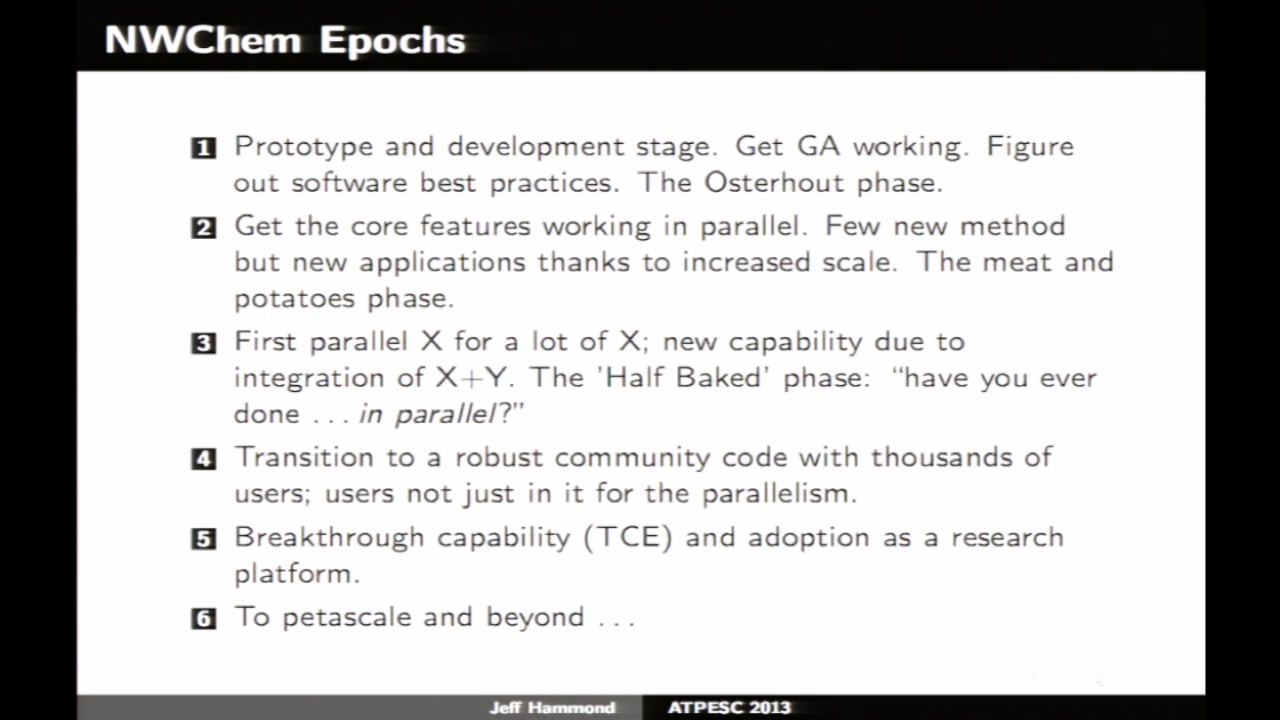 NWChem Epochs
1 Prototype and development stage. Get GA working. Figure
out software best practices. The Osterhout phase.
2 Get the core features working in parallel. Few new method
but new applications thanks to increased scale. The meat and
potatoes phase.
3 First parallel X for a lot of X; new capability due to
integration of X+Y. The 'Half Baked' phase: “have you ever
done ... in parallel?”
4 Transition to a robust community code with thousands of
users; users not just in it for the parallelism.
5 Breakthrough capability (TCE) and adoption as a research
platform.
6 To petascale and beyond ...
Jeff Hammond ATPESC 2013